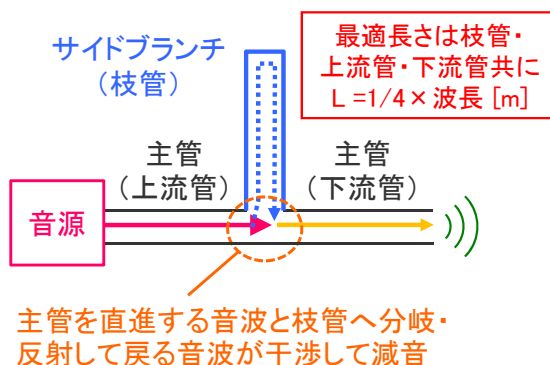 サイドブランチ
（枝管）
最適長さは枝管・
上流管・下流管共に
L =1/4×波長 [m]
主管
（上流管）
主管
（下流管）
音源
主管を直進する音波と枝管へ分岐・
反射して戻る音波が干渉して減音